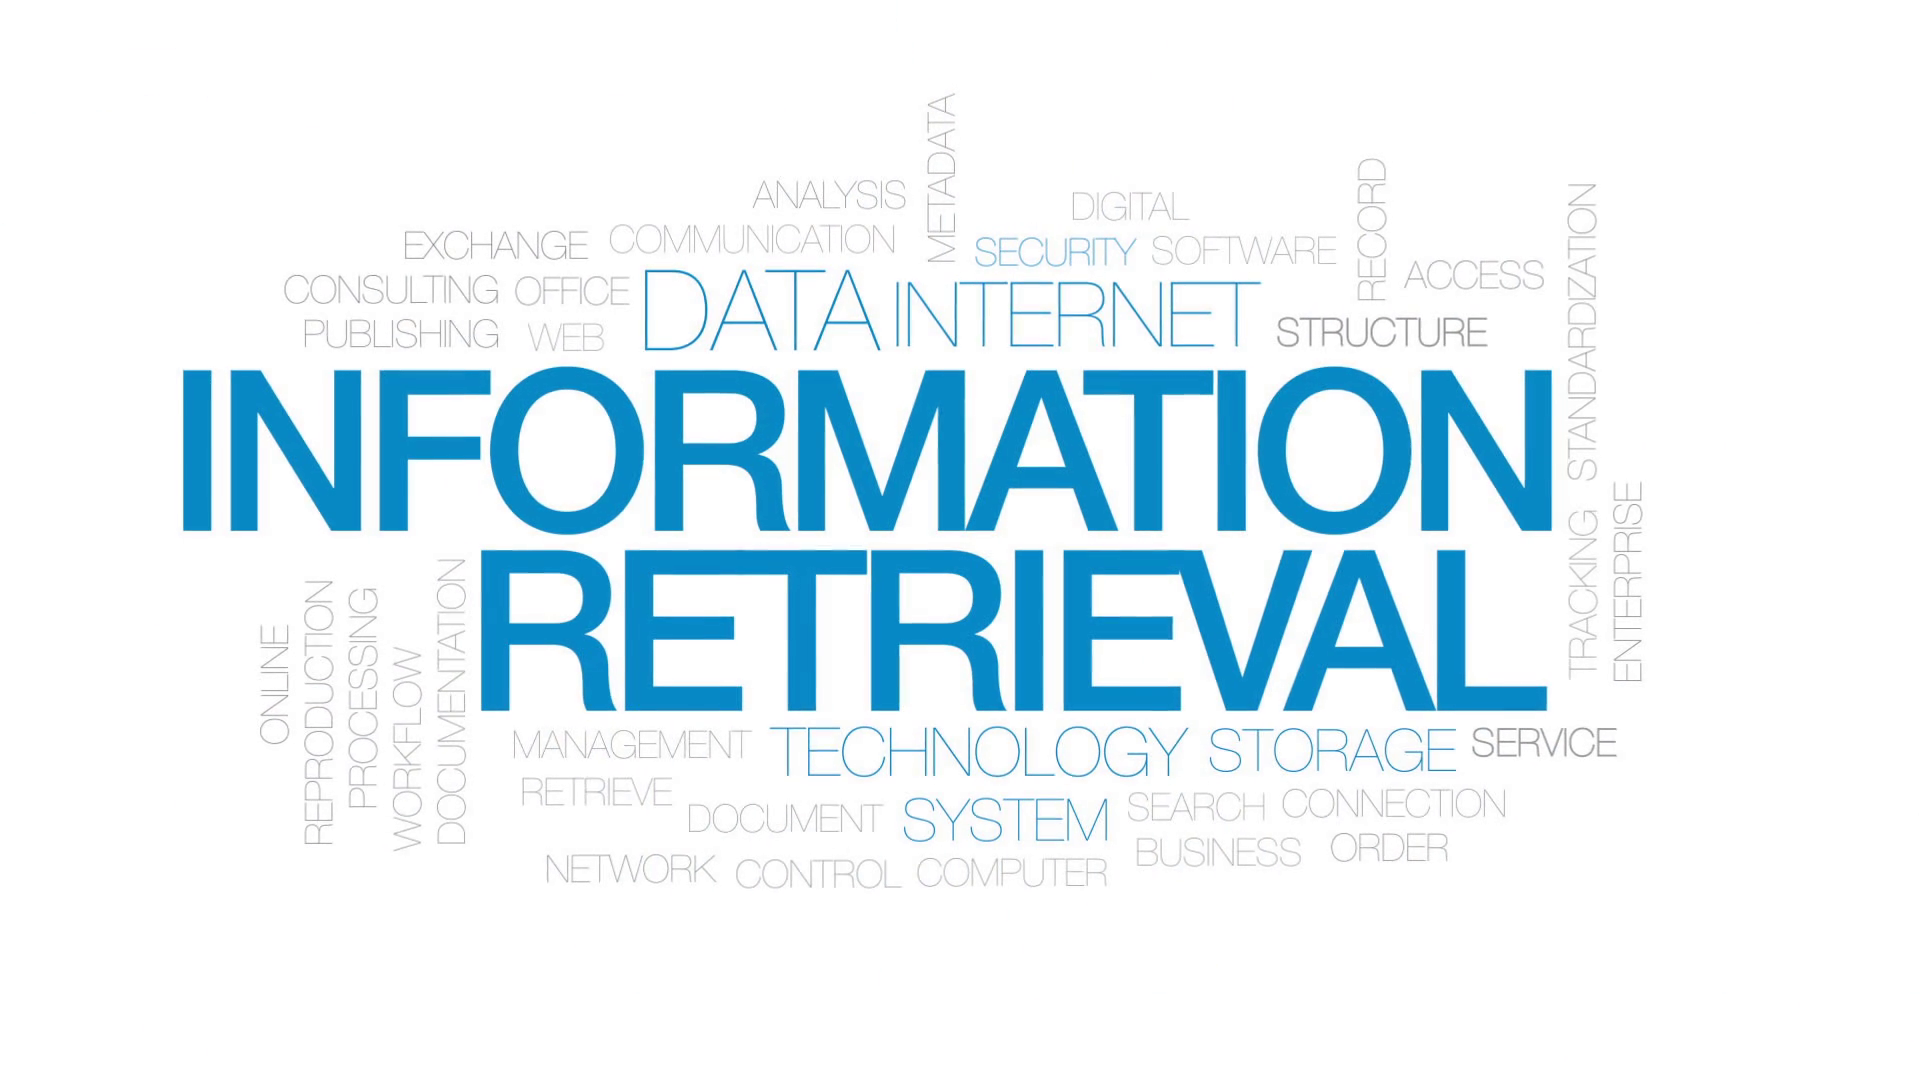 METADATA
ANALYSIS
DIGITAL
RECORD
STANDARDIZATION
EXCHANGE
COMMUNICATION
SECURITY
SOFTWARE
ACCESS
CONSULTING
OFFICE
DATA
INTERNET
PUBLISHING
WEB
STRUCTURE
INFORMATION
RETRIEVAL
TRACKING
ENTERPRISE
ONLINE
REPRODUCTION
PROCESSING
WORKFLOW
DOCUMENTATION
MANAGEMENT
TECHNOLOGY
STORAGE
SERVICE
RETRIEVE
DOCUMENT
SYSTEM
SEARCH
CONNECTION
NETWORK
CONTROL
COMPUTER
BUSINESS
ORDER